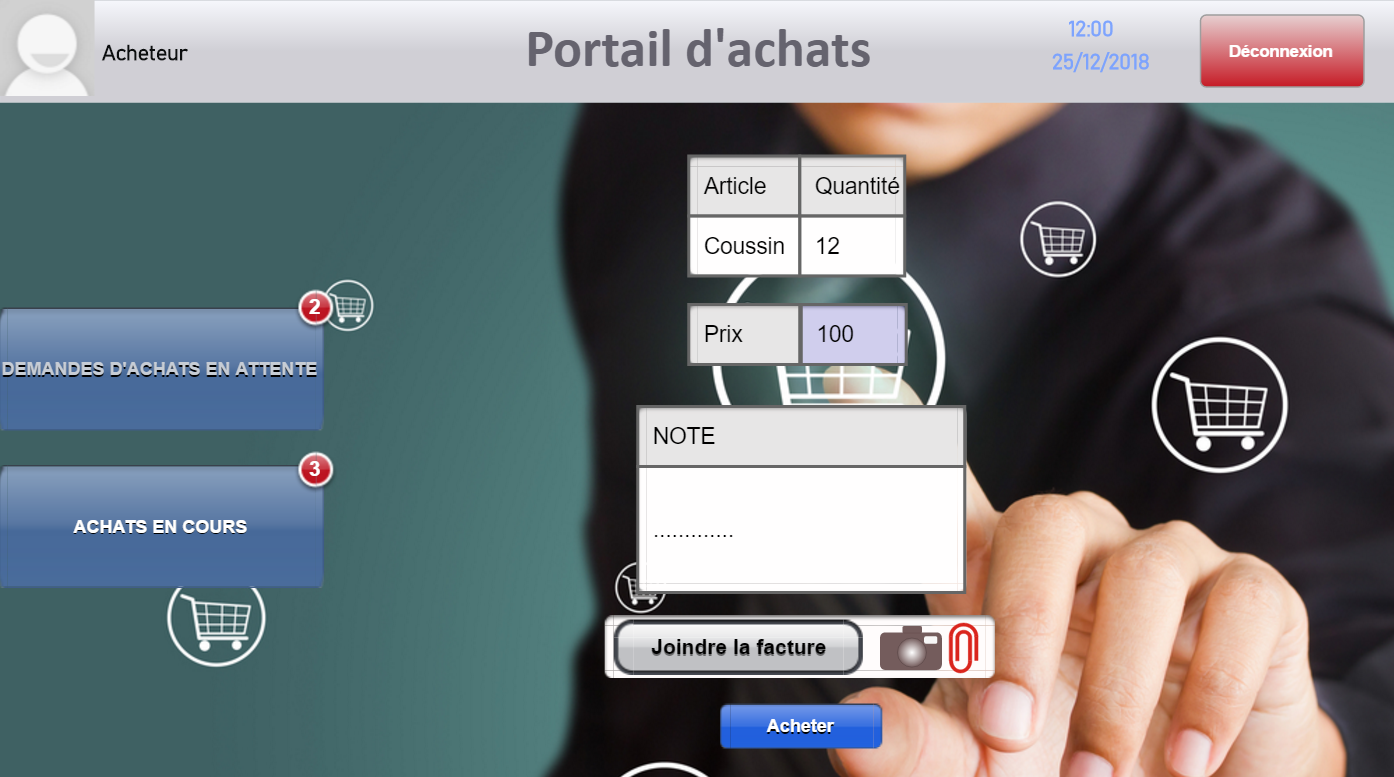 Acheteur
Portail d'achats
12:00
25/12/2018
Déconnexion
Article Quantité
Coussin 12
2
Prix 100
DEMANDES D'ACHATS EN ATTENTE
NOTE
3
ACHATS EN COURS
.............
Joindre la facture
Acheter